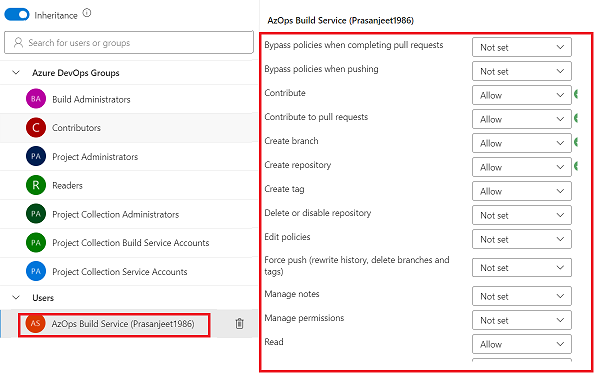 Inheritance
Search for users or groups
Azure DevOps Groups
BA Build Administrators
C Contributors
PA Project Administrators
R Readers
PA Project Collection Administrators
PA Project Collection Build Service Accounts
PA Project Collection Service Accounts
Users
AS AzOps Build Service (Prasanjeet1986)
AzOps Build Service (Prasanjeet1986)
Bypass policies when completing pull requests Not set
Bypass policies when pushing Not set
Contribute Allow
Contribute to pull requests Allow
Create branch Allow
Create repository Allow
Create tag Allow
Delete or disable repository Not set
Edit policies Not set
Force push (rewrite history, delete branches and
tags) Not set
Manage notes Not set
Manage permissions Not set
Read Allow